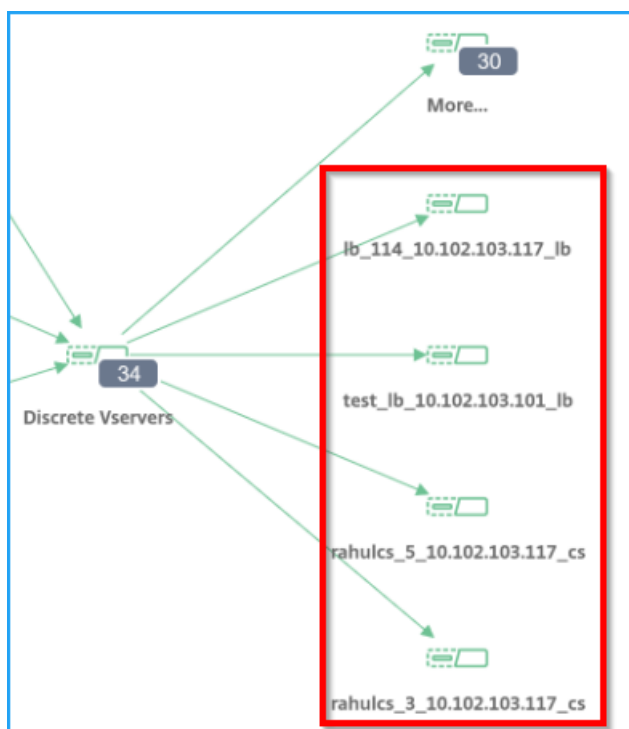 30
More...
lb_114_10.102.103.117_lb
34
Discrete Vservers
test_lb_10.102.103.101_lb
rahulcs_5_10.102.103.117_cs
rahulcs_3_10.102.103.117_cs